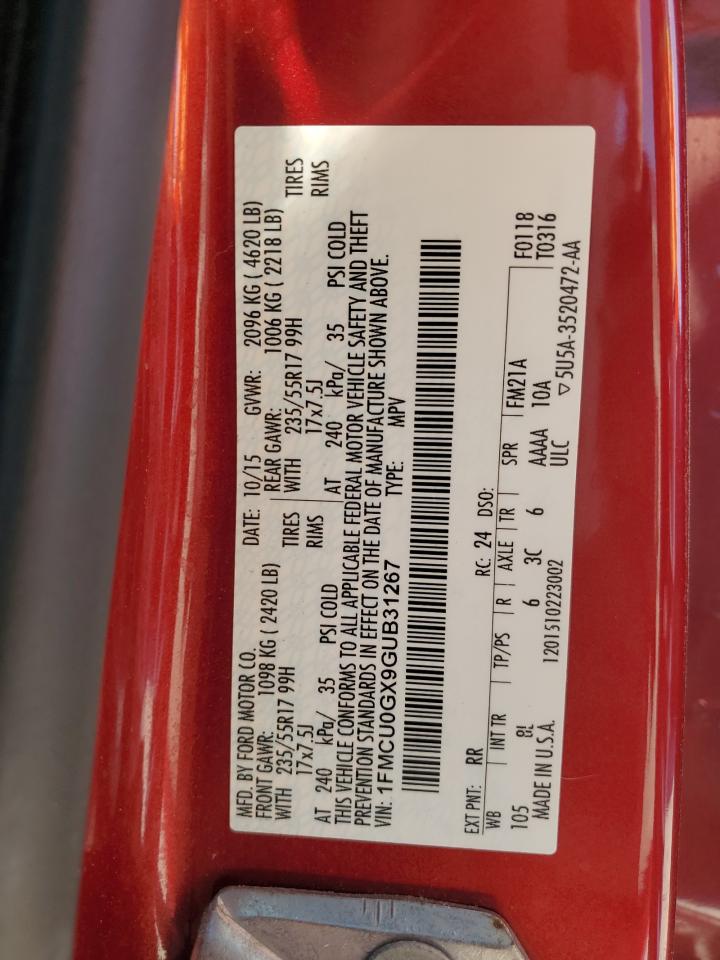 MFD. BY FORD MOTOR CO.
DATE: 10/15 GVWR: 2096 KG ( 4620 LB)
FRONT GAWR: 1098 KG ( 2420 LB) REAR GAWR: 1006 KG ( 2218 LB)
WITH 235/55R17 99H TIRES WITH 235/55R17 99H TIRES
17x7.5J RIMS 17x7.5J RIMS
AT 240 kPa/ 35 PSI COLD AT 240 kPa/ 35 PSI COLD
THIS VEHICLE CONFORMS TO ALL APPLICABLE FEDERAL MOTOR VEHICLE SAFETY AND THEFT
PREVENTION STANDARDS IN EFFECT ON THE DATE OF MANUFACTURE SHOWN ABOVE.
VIN: 1FMCU0GX9GUB31267 TYPE: MPV
EXT PNT: RR RC: 24 DSO:
WB INT TR TP/PS R AXLE TR SPR FM21A F0118
105 8L 6 3C 6 AAAA 10A T0316
MADE IN U.S.A. 1201510223002 ULC ▽5U5A-3520472-AA